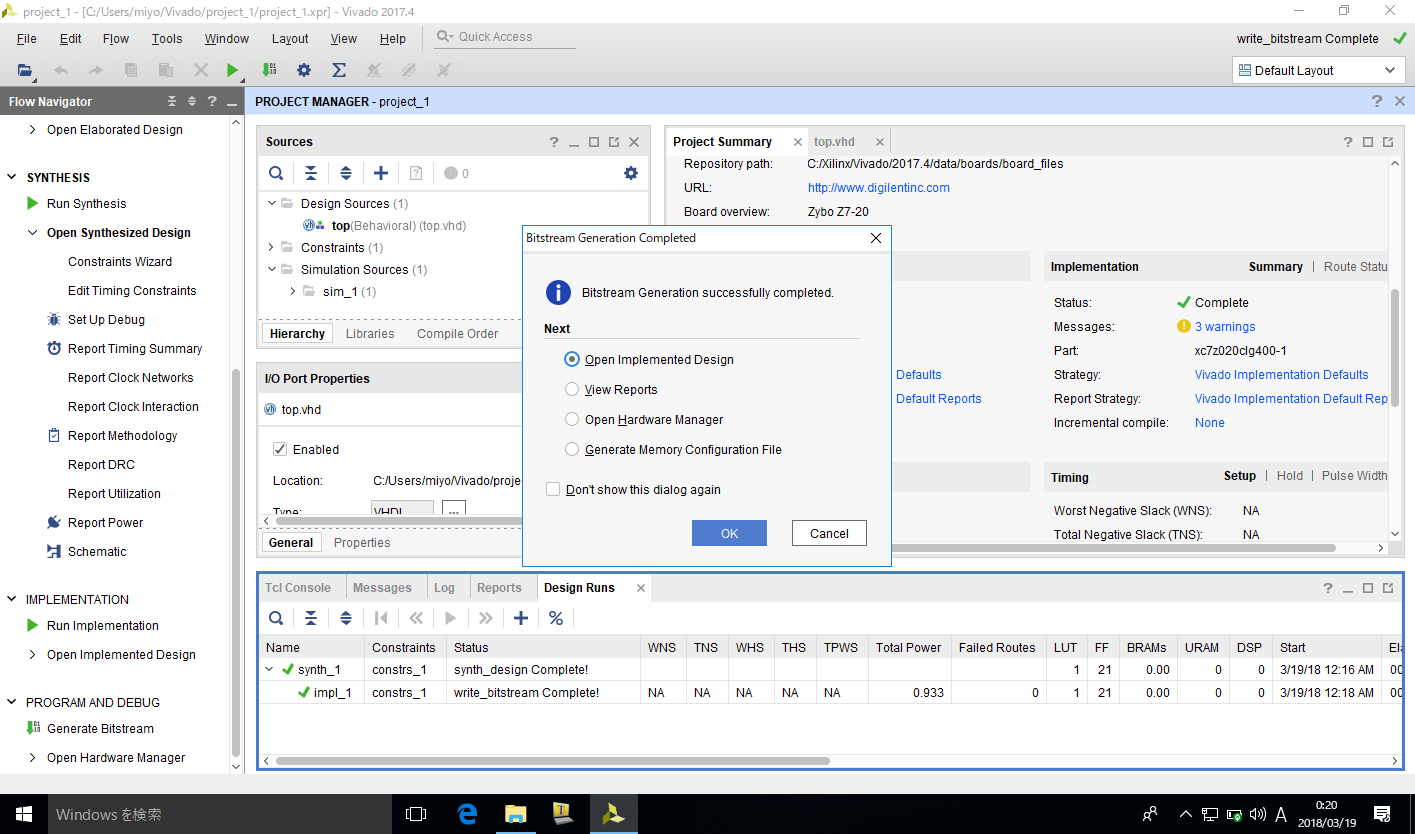 project_1 - [C:/Users/miyo/Vivado/project_1/project_1.xpr] - Vivado 2017.4
File Edit Flow Tools Window Layout View Help Quick Access
write_bitstream Complete
Default Layout
Flow Navigator
PROJECT MANAGER - project_1
Open Elaborated Design
SYNTHESIS
Run Synthesis
Open Synthesized Design
Constraints Wizard
Edit Timing Constraints
Set Up Debug
Report Timing Summary
Report Clock Networks
Report Clock Interaction
Report Methodology
Report DRC
Report Utilization
Report Power
Schematic
IMPLEMENTATION
Run Implementation
Open Implemented Design
PROGRAM AND DEBUG
Generate Bitstream
Open Hardware Manager
Sources
0
Design Sources (1)
top(Behavioral) (top.vhd)
Constraints (1)
Simulation Sources (1)
sim_1 (1)
Hierarchy Libraries Compile Order
I/O Port Properties
top.vhd
Enabled
Location: C:/Users/miyo/Vivado/proje
Type: VHDL ...
General Properties
Project Summary top.vhd
Repository path: C:/Xilinx/Vivado/2017.4/data/boards/board_files
URL: http://www.digilentinc.com
Board overview: Zybo Z7-20
Defaults
Default Reports
Implementation Summary | Route Statu
Status: Complete
Messages: 3 warnings
Part: xc7z020clg400-1
Strategy: Vivado Implementation Defaults
Report Strategy: Vivado Implementation Default Rep
Incremental compile: None
Timing Setup | Hold | Pulse Width
Worst Negative Slack (WNS): NA
Total Negative Slack (TNS): NA
Bitstream Generation Completed
Bitstream Generation successfully completed.
Next
Open Implemented Design
View Reports
Open Hardware Manager
Generate Memory Configuration File
Don't show this dialog again
OK Cancel
Tcl Console Messages Log Reports Design Runs
Name Constraints Status WNS TNS WHS THS TPWS Total Power Failed Routes LUT FF BRAMs URAM DSP Start Ela
synth_1 constrs_1 synth_design Complete! 1 21 0.00 0 0 3/19/18 12:16 AM 00
impl_1 constrs_1 write_bitstream Complete! NA NA NA NA NA 0.933 0 1 21 0.00 0 0 3/19/18 12:18 AM 00
Windows を検索
A
0:20
2018/03/19